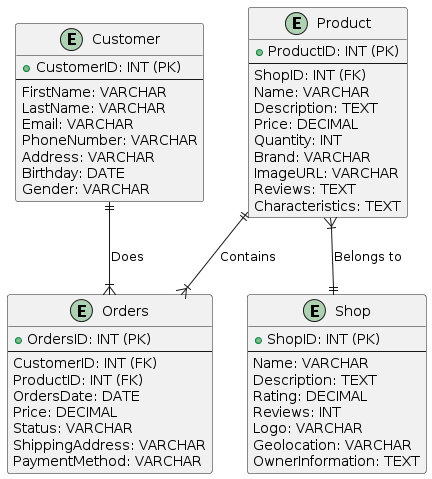 E Customer
CustomerID: INT (PK)
FirstName: VARCHAR
LastName: VARCHAR
Email: VARCHAR
PhoneNumber: VARCHAR
Address: VARCHAR
Birthday: DATE
Gender: VARCHAR
E Product
ProductID: INT (PK)
ShopID: INT (FK)
Name: VARCHAR
Description: TEXT
Price: DECIMAL
Quantity: INT
Brand: VARCHAR
ImageURL: VARCHAR
Reviews: TEXT
Characteristics: TEXT
Does
Contains
Belongs to
E Orders
OrdersID: INT (PK)
CustomerID: INT (FK)
ProductID: INT (FK)
OrdersDate: DATE
Price: DECIMAL
Status: VARCHAR
ShippingAddress: VARCHAR
PaymentMethod: VARCHAR
E Shop
ShopID: INT (PK)
Name: VARCHAR
Description: TEXT
Rating: DECIMAL
Reviews: INT
Logo: VARCHAR
Geolocation: VARCHAR
OwnerInformation: TEXT